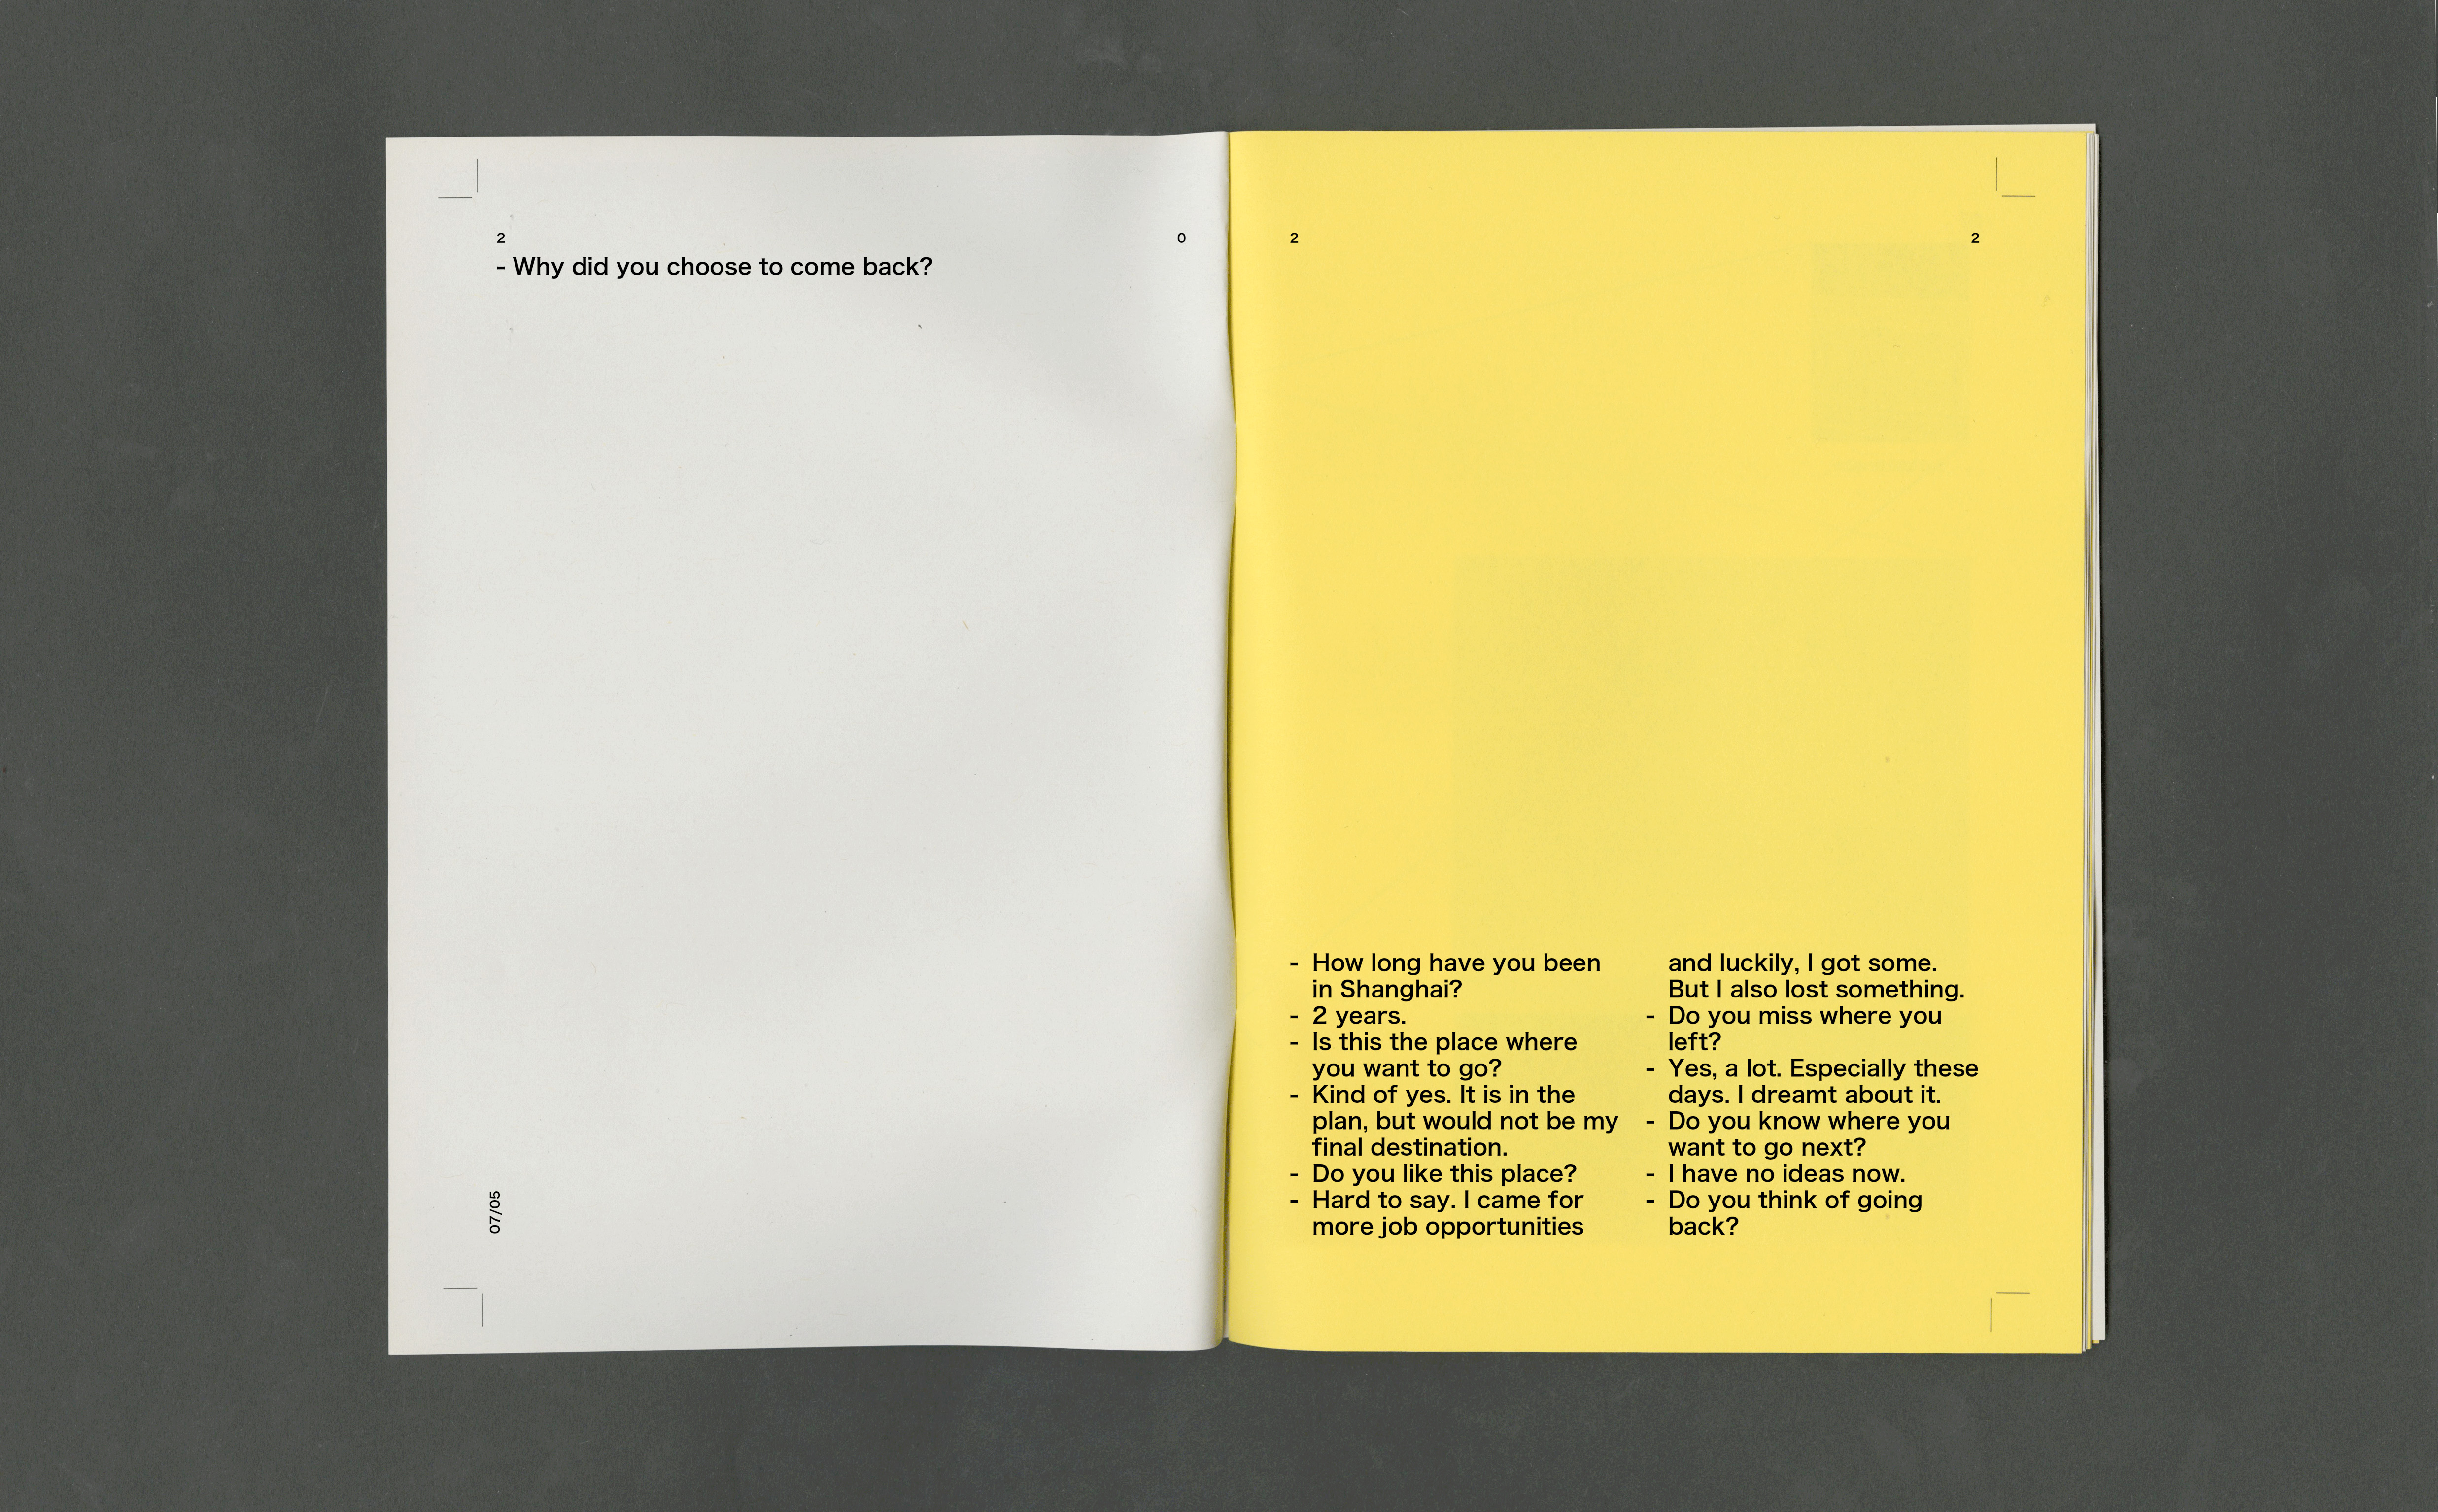 2
0
- Why did you choose to come back?
07/05
2
2
- How long have you been
in Shanghai?
- 2 years.
- Is this the place where
you want to go?
- Kind of yes. It is in the
plan, but would not be my
final destination.
- Do you like this place?
- Hard to say. I came for
more job opportunities
and luckily, I got some.
But I also lost something.
- Do you miss where you
left?
- Yes, a lot. Especially these
days. I dreamt about it.
- Do you know where you
want to go next?
- I have no ideas now.
- Do you think of going
back?